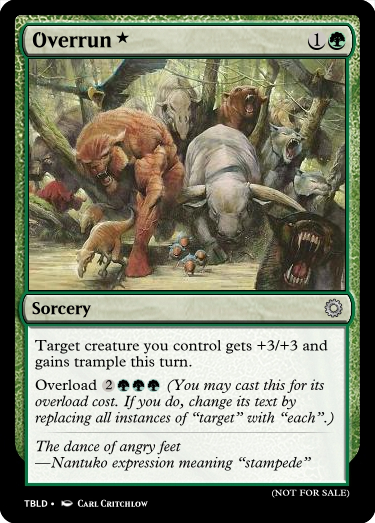 Overrun ★ 1
Sorcery
Target creature you control gets +3/+3 and
gains trample this turn.
Overload 2 (You may cast this for its
overload cost. If you do, change its text by
replacing all instances of “target” with “each”.)
The dance of angry feet
—Nantuko expression meaning “stampede”
(NOT FOR SALE)
TBLD • Carl Critchlow